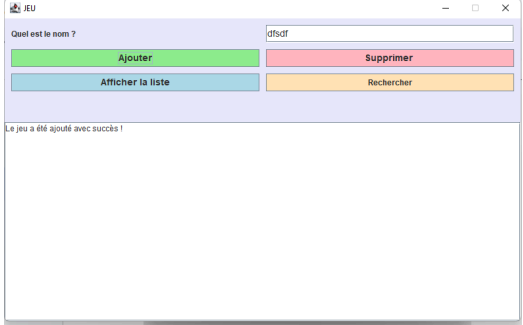 JEU
Quel est le nom ?
dfsdf
Ajouter
Supprimer
Afficher la liste
Rechercher
Le jeu a été ajouté avec succès !